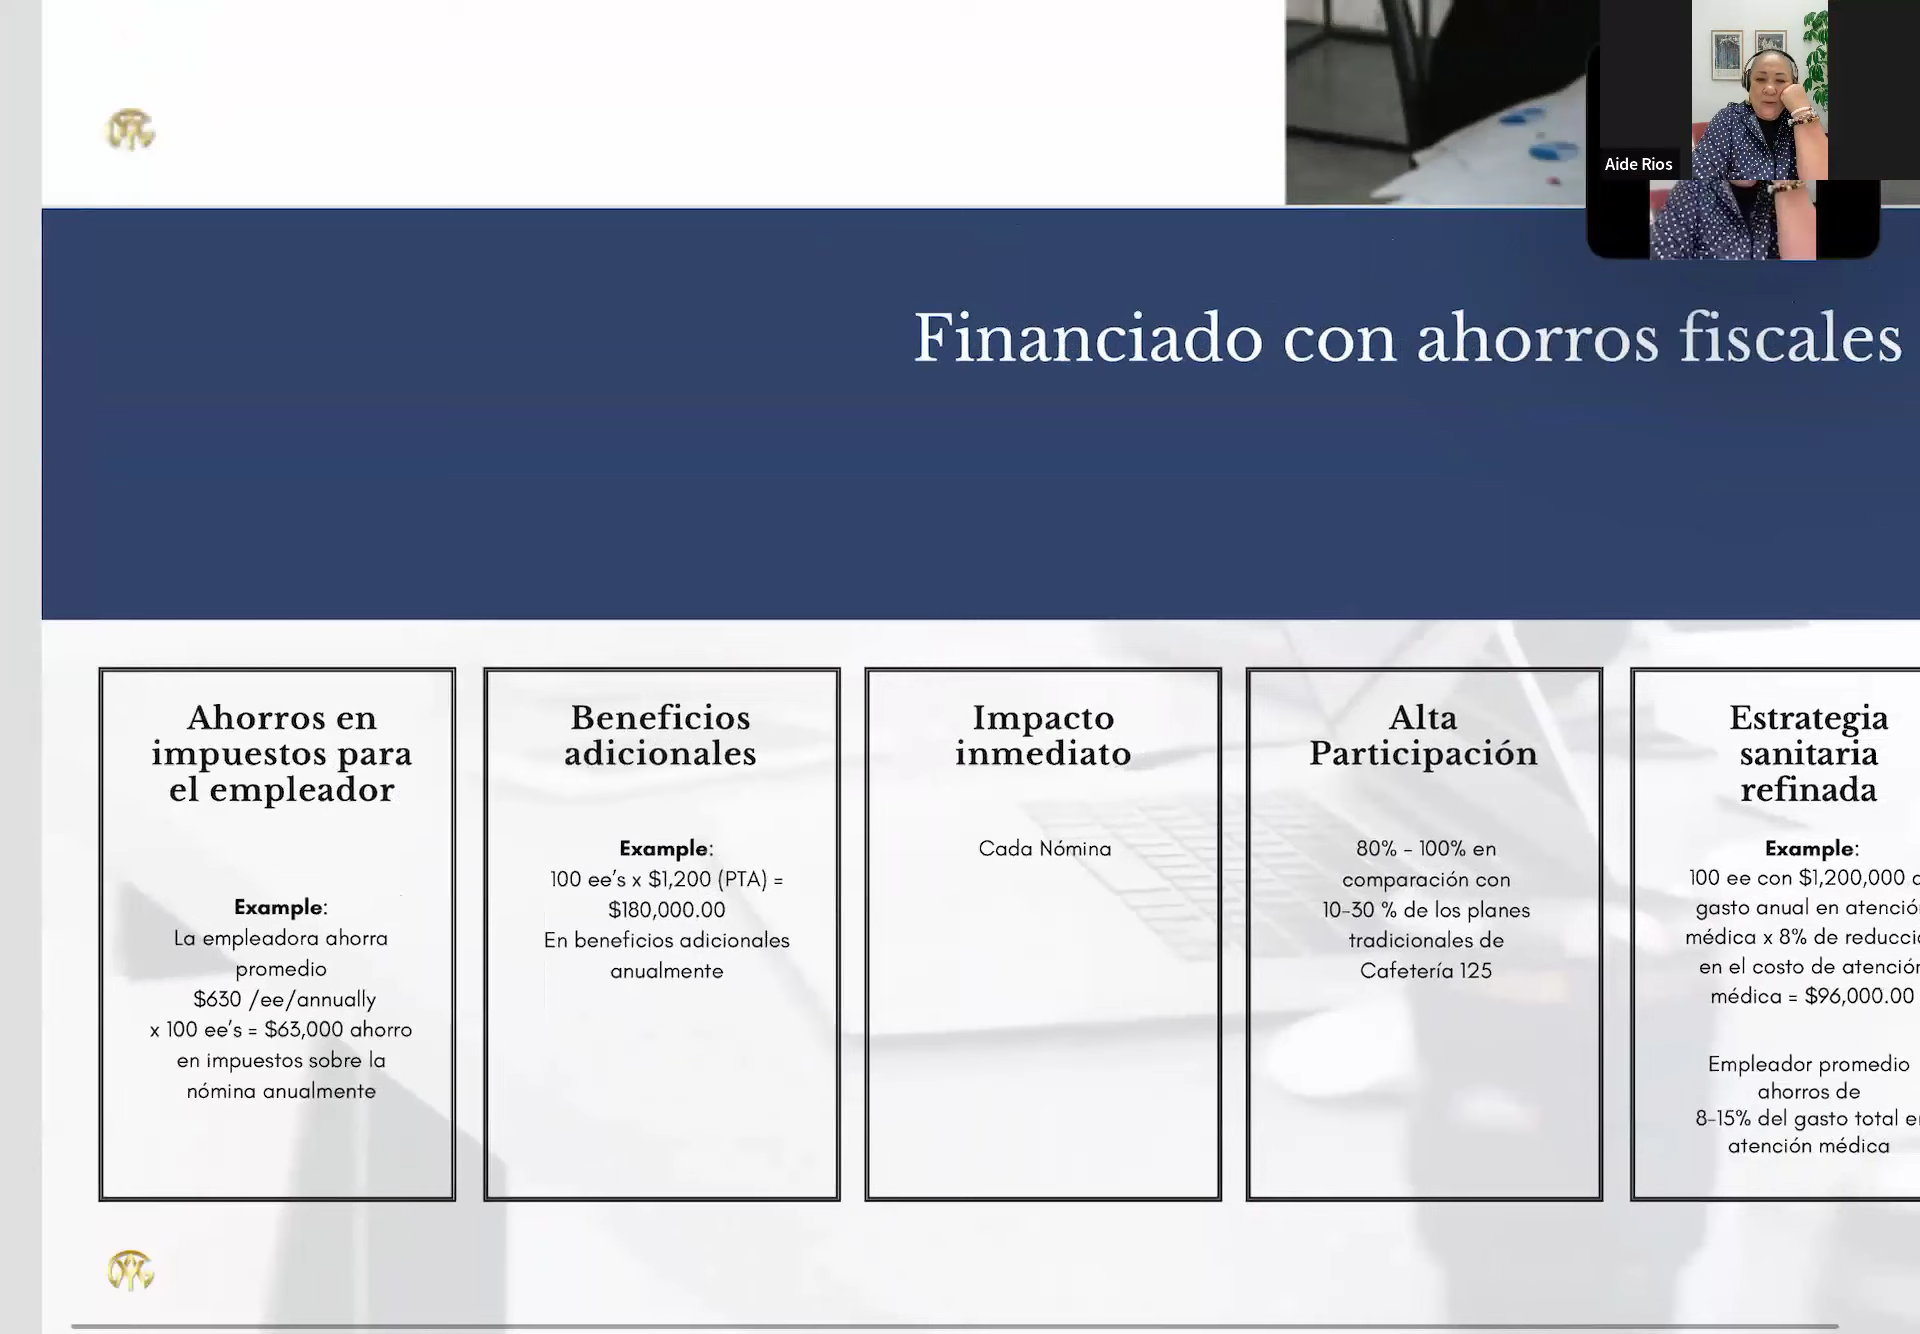 Aide Rios
Financiado con ahorros fiscales
Ahorros en
impuestos para
el empleador
Example:
La empleadora ahorra
promedio
$630 /ee/annually
x 100 ee's = $63,000 ahorro
en impuestos sobre la
nómina anualmente
Beneficios
adicionales
Example:
100 ee's x $1,200 (PTA) =
$180,000.00
En beneficios adicionales
anualmente
Impacto
inmediato
Cada Nómina
Alta
Participación
80% - 100% en
comparación con
10-30 % de los planes
tradicionales de
Cafetería 125
Estrategia
sanitaria
refinada
Example:
100 ee con $1,200,000
gasto anual en
médica x 8% de
en el costo de
médica = $96,000.00
Empleador promedio
ahorros de
8-15% del gasto total
atención médica